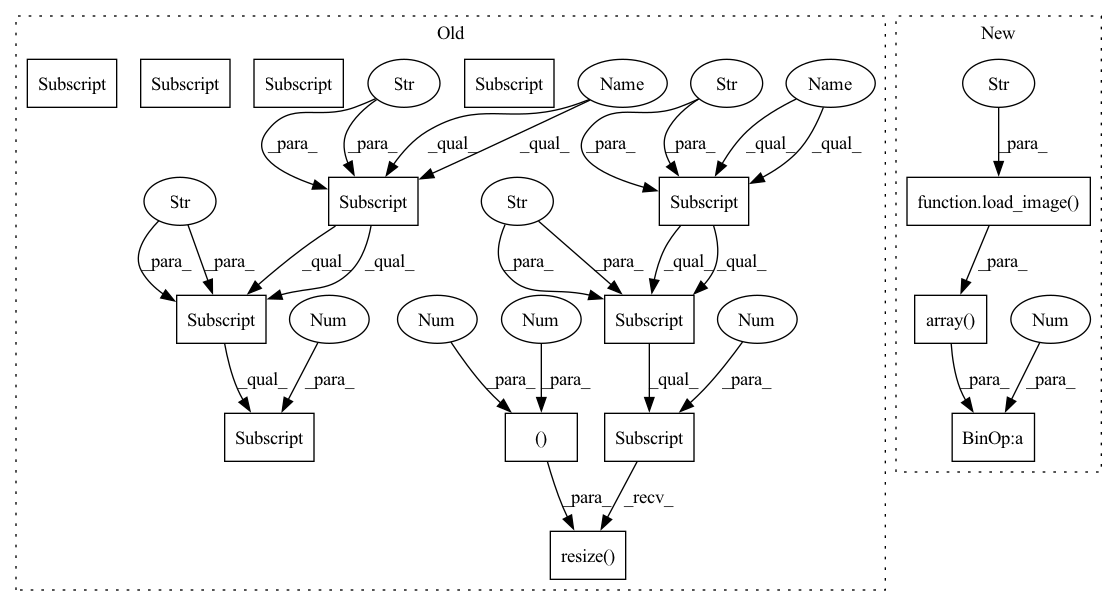 Old
New
Subscript
Subscript
Subscript
Str
Subscript
Name
Str
Name
Str
_para_
_para_
_qual_
_qual_
_para_
_para_
_qual_
_qual_
_para_
Str
Subscript
Str
Subscript
function.load_image()
_para_
_para_
_qual_
_qual_
_para_
_para_
_qual_
_qual_
_para_
Subscript
Num
Num
Num
Subscript
Num
array()
Num
_qual_
_para_
_para_
_para_
_qual_
_para_
_para_
_para_
Subscript
()
Subscript
BinOp:a
_para_
_recv_
resize()